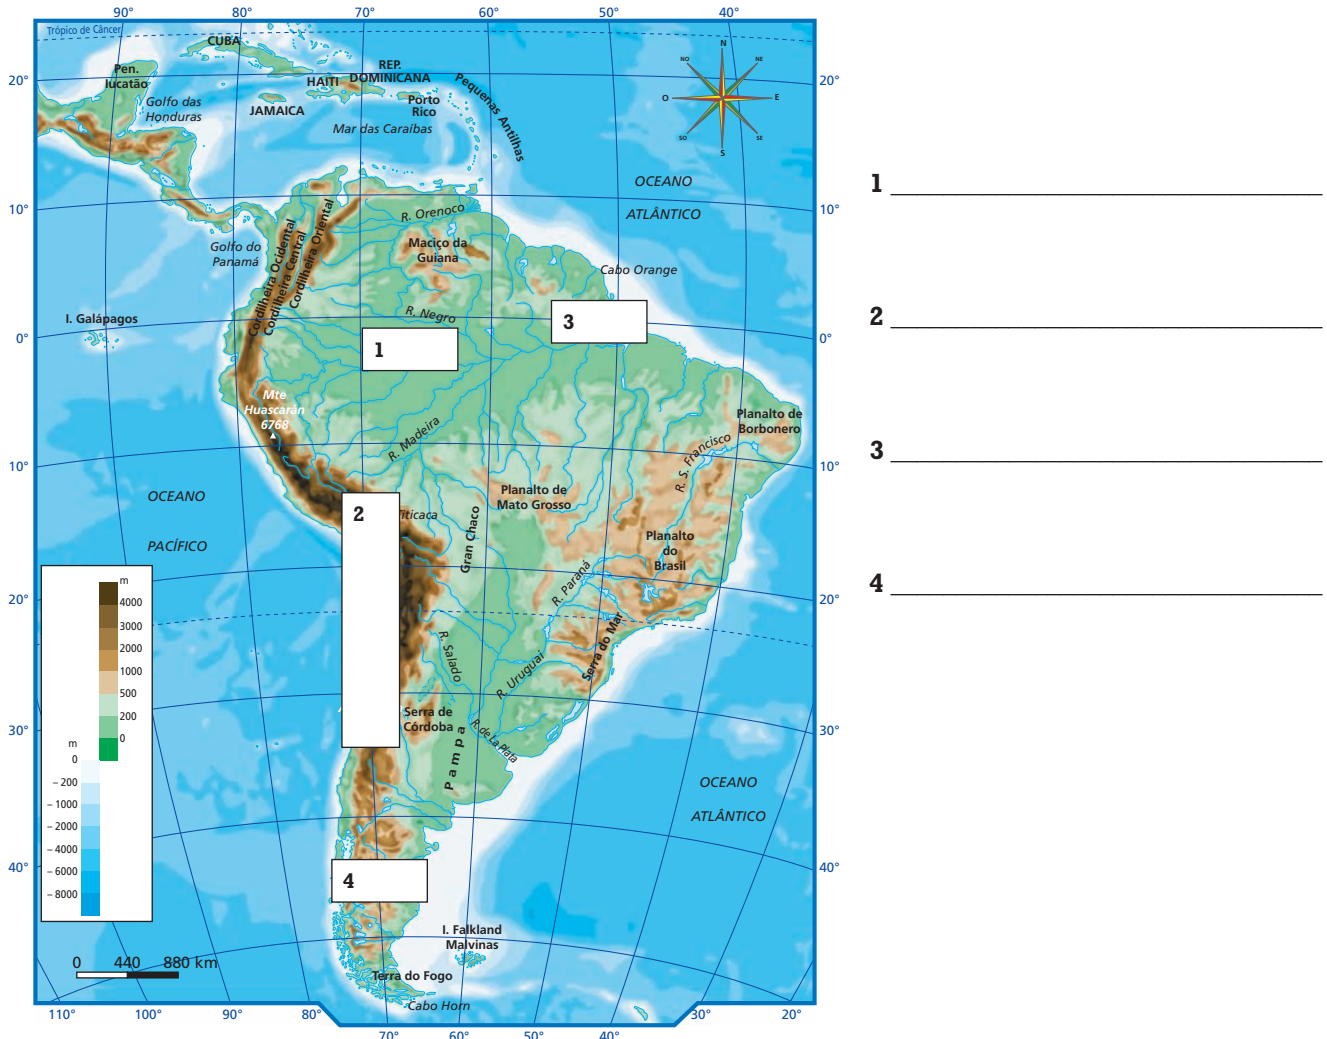 90°
80°
70°
60°
50°
40°
Trópico de Câncer
CUBA
Pen.
Iucatão
HAITI
REP.
DOMINICANA
JAMAICA
Porto
Rico
Pequenas Antilhas
Golfo das
Honduras
Mar das Caraíbas
N
NE
E
SE
S
SO
O
NO
20°
20°
OCEANO
ATLÂNTICO
10°
10°
R. Orenoco
Golfo do
Panamá
Cordilheira Ocidental
Cordilheira Central
Cordilheira Oriental
Maciço da
Guiana
Cabo Orange
I. Galápagos
R. Negro
3
1
0°
0°
Mte
Huascarán
6768
R. Madeira
Planalto de
Borbonero
R. S. Francisco
10°
10°
OCEANO
PACÍFICO
2
Titicaca
Gran Chaco
Planalto de
Mato Grosso
Planalto
do
Brasil
R. Paraná
20°
20°
R. Salado
R. Uruguai
Serra do Mar
Serra de
Córdoba
R. de La Plata
Pampa
30°
30°
OCEANO
ATLÂNTICO
m
4000
3000
2000
1000
500
200
0
m
0
– 200
– 1000
– 2000
– 4000
– 6000
– 8000
40°
40°
4
I. Falkland
Malvinas
0 440 880 km
Terra do Fogo
Cabo Horn
110°
100°
90°
80°
70°
60°
50°
40°
30°
20°
1
2
3
4